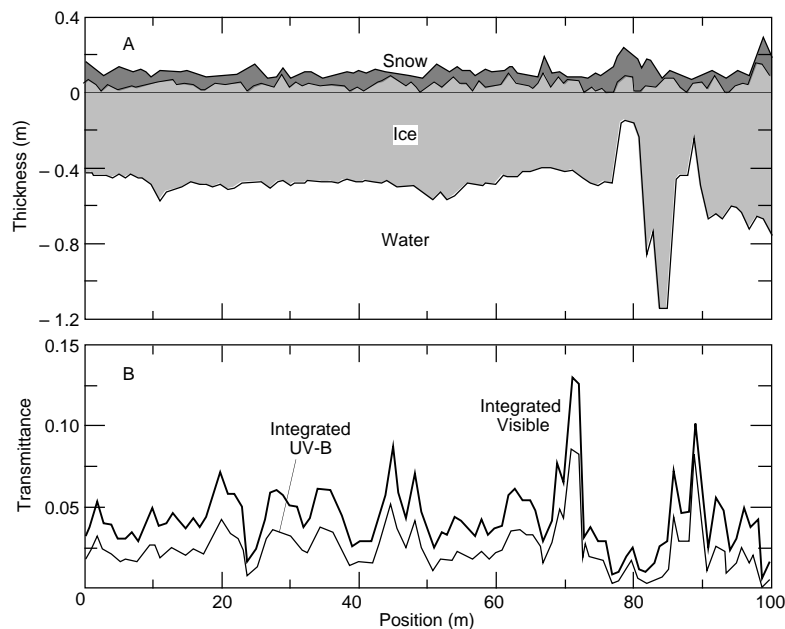 0.4
A
Snow
0
Ice
– 0.4
Thickness (m)
Water
– 0.8
– 1.2
0.15
B
Integrated
Visible
Integrated
UV-B
0.10
Transmittance
0.05
0
0 20 40 60 80 100
Position (m)